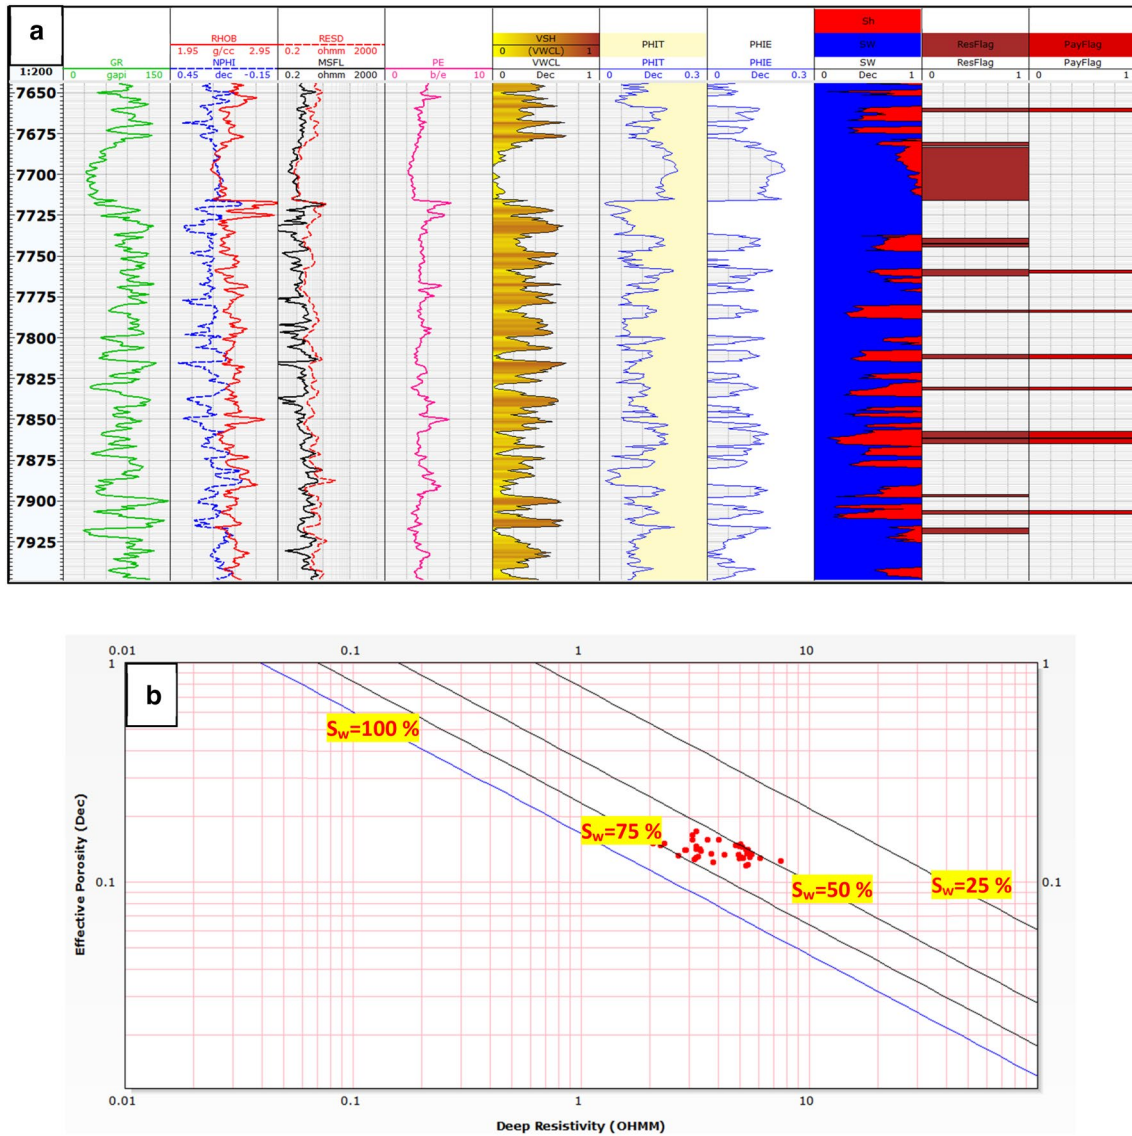 a
RHOB
1.95 g/cc 2.95
RESD
0.2 ohmm 2000
VSH
0 (VWCL) 1
PHIT
PHIE
Sh
SW
ResFlag
PayFlag
1:200
GR
0 gapi 150
NPHI
0.45 dec -0.15
MSFL
0.2 ohmm 2000
PE
0 b/e 10
VWCL
0 Dec 1
PHIT
0 Dec 0.3
PHIE
0 Dec 0.3
SW
0 Dec 1
ResFlag
0 1
PayFlag
0 1
7650
7675
7700
7725
7750
7775
7800
7825
7850
7875
7900
7925
b
0.01 0.1 1 10
1 1
Sw=100 %
Sw=75 %
Sw=50 %
Sw=25 %
0.1 0.1
Effective Porosity (Dec)
0.01 0.1 1 10
Deep Resistivity (OHMM)